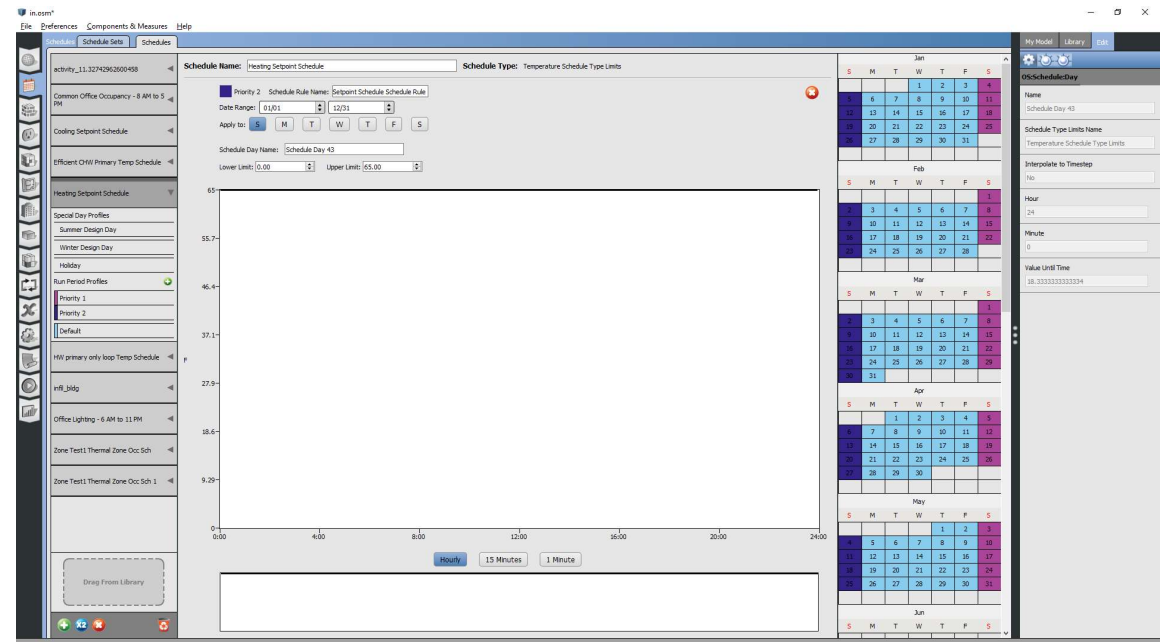 in.osm*
File Preferences Components & Measures Help
Schedules Schedule Sets Schedules
activity_11.32742962600458
Common Office Occupancy - 8 AM to 5 PM
Cooling Setpoint Schedule
Efficient CHW Primary Temp Schedule
Heating Setpoint Schedule
Special Day Profiles
Summer Design Day
Winter Design Day
Holiday
Run Period Profiles
Priority 1
Priority 2
Default
HW primary only loop Temp Schedule
infil_bldg
Office Lighting - 6 AM to 11 PM
Zone Test1 Thermal Zone Occ Sch
Zone Test1 Thermal Zone Occ Sch 1
Drag From Library
X2
Schedule Name: Heating Setpoint Schedule Schedule Type: Temperature Schedule Type Limits
Priority 2 Schedule Rule Name: Setpoint Schedule Schedule Rule
Date Range: 01/01 12/31
Apply to: S M T W T F S
Schedule Day Name: Schedule Day 43
Lower Limit: 0.00 Upper Limit: 65.00
65
55.7
46.4
37.1
F
27.9
18.6
9.29
0
0:00 4:00 8:00 12:00 16:00 20:00 24:00
Hourly 15 Minutes 1 Minute
Jan
S M T W T F S
1 2 3 4
5 6 7 8 9 10 11
12 13 14 15 16 17 18
19 20 21 22 23 24 25
26 27 28 29 30 31
Feb
S M T W T F S
1
2 3 4 5 6 7 8
9 10 11 12 13 14 15
16 17 18 19 20 21 22
23 24 25 26 27 28
Mar
S M T W T F S
1
2 3 4 5 6 7 8
9 10 11 12 13 14 15
16 17 18 19 20 21 22
23 24 25 26 27 28 29
30 31
Apr
S M T W T F S
1 2 3 4 5
6 7 8 9 10 11 12
13 14 15 16 17 18 19
20 21 22 23 24 25 26
27 28 29 30
May
S M T W T F S
1 2 3
4 5 6 7 8 9 10
11 12 13 14 15 16 17
18 19 20 21 22 23 24
25 26 27 28 29 30 31
Jun
S M T W T F S
My Model Library Edit
OS:Schedule:Day
Name
Schedule Day 43
Schedule Type Limits Name
Temperature Schedule Type Limits
Interpolate to Timestep
No
Hour
24
Minute
0
Value Until Time
18.3333333333334